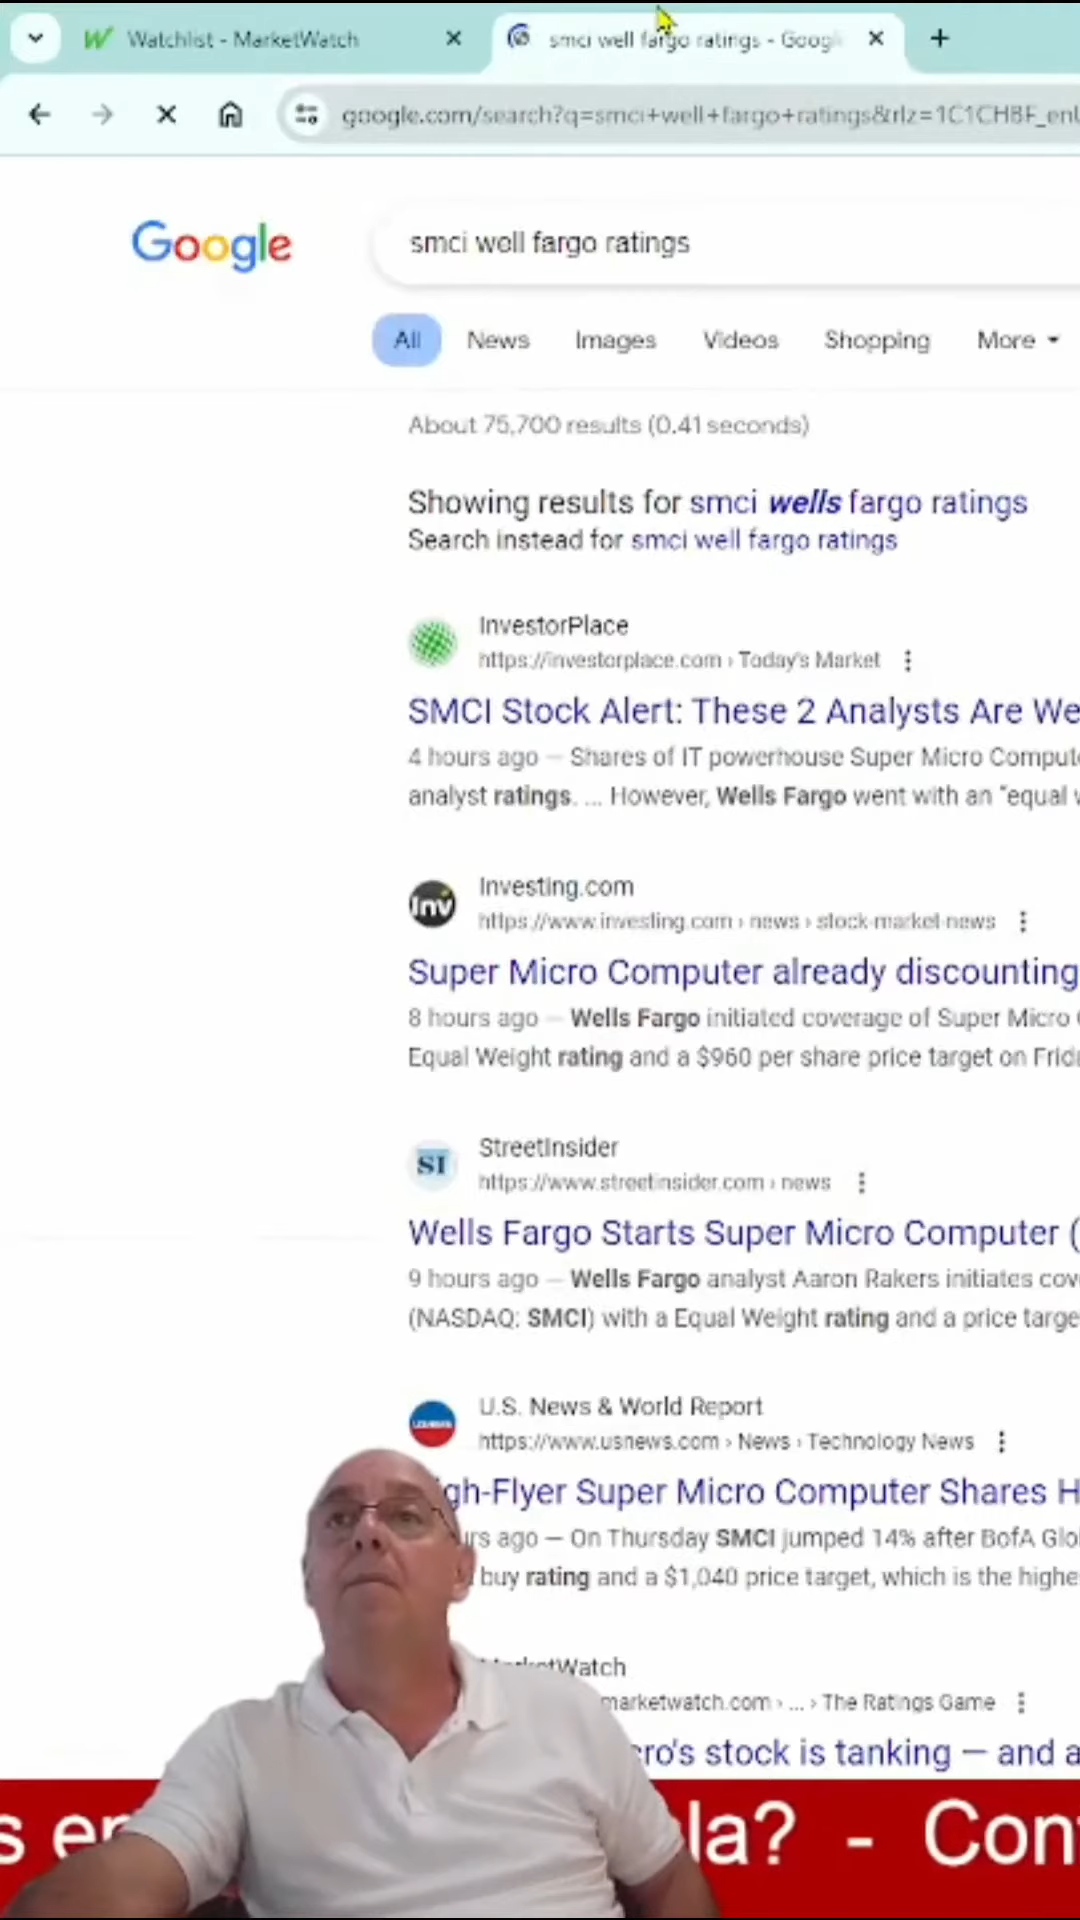 Watchlist - MarketWatch
smci well fargo ratings - Googl
google.com/search?q=smci+well+fargo+ratings&rlz=1C1CHBF_enU
Google
smci well fargo ratings
All News Images Videos Shopping More
About 75,700 results (0.41 seconds)
Showing results for smci wells fargo ratings
Search instead for smci well fargo ratings
InvestorPlace
https://investorplace.com › Today's Market
SMCI Stock Alert: These 2 Analysts Are We
4 hours ago — Shares of IT powerhouse Super Micro Compute
analyst ratings. ... However, Wells Fargo went with an "equal w
Inv
Investing.com
https://www.investing.com › news › stock-market-news
Super Micro Computer already discounting
8 hours ago — Wells Fargo initiated coverage of Super Micro
Equal Weight rating and a $960 per share price target on Frida
SI
StreetInsider
https://www.streetinsider.com › news
Wells Fargo Starts Super Micro Computer (
9 hours ago — Wells Fargo analyst Aaron Rakers initiates cov
(NASDAQ: SMCI) with a Equal Weight rating and a price targe
U.S. News & World Report
https://www.usnews.com › News › Technology News
gh-Flyer Super Micro Computer Shares H
rs ago — On Thursday SMCI jumped 14% after BofA Glo
buy rating and a $1,040 price target, which is the highe
MarketWatch
marketwatch.com › ... › The Ratings Game
cro's stock is tanking — and a
s en la? - Con